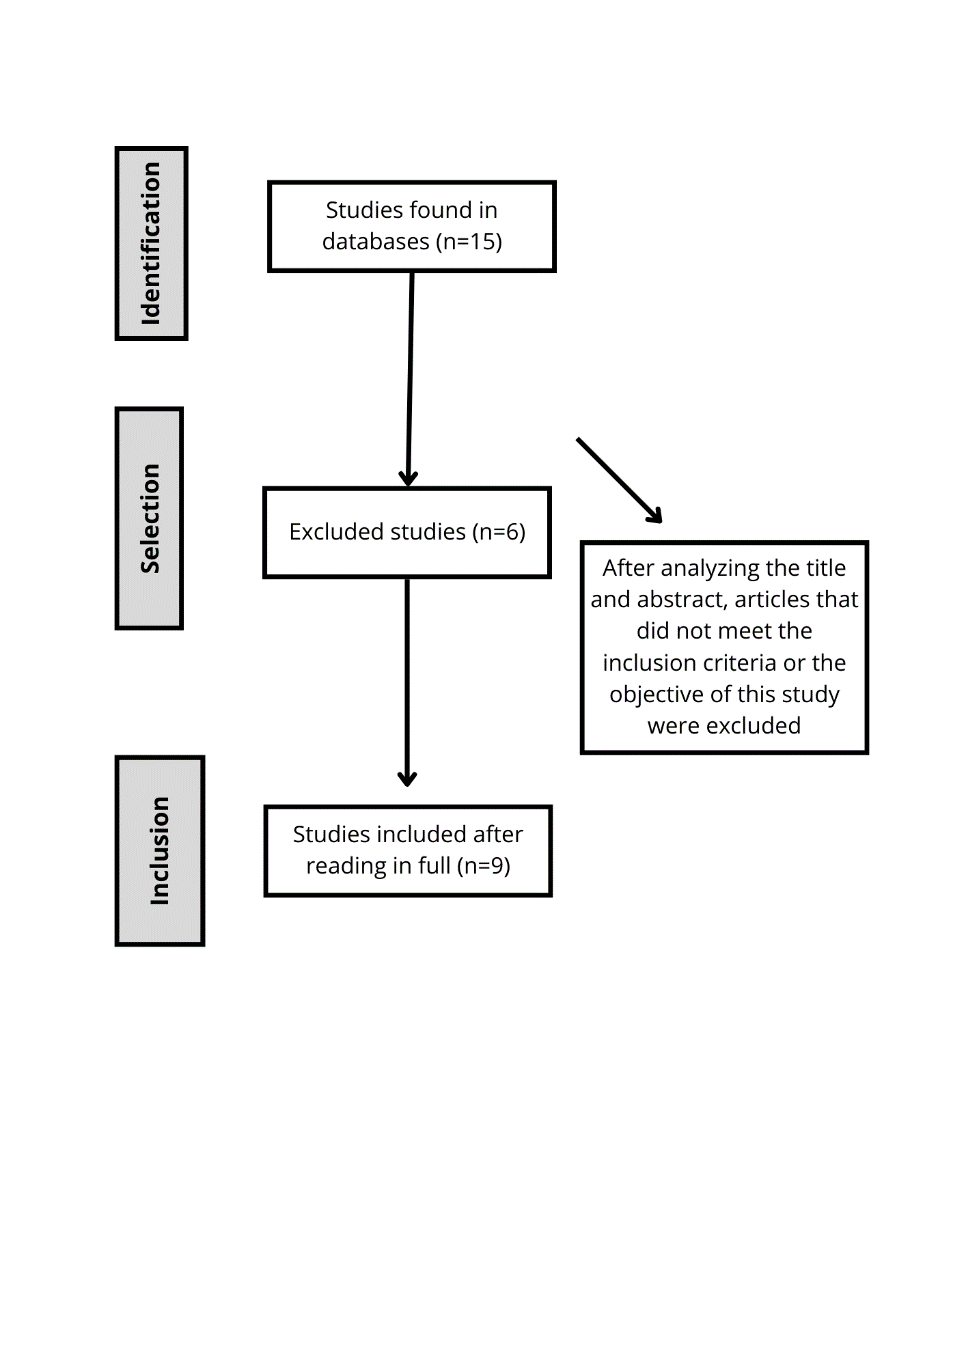 Identification
Studies found in
databases (n=15)
Selection
Excluded studies (n=6)
After analyzing the title
and abstract, articles that
did not meet the
inclusion criteria or the
objective of this study
were excluded
Inclusion
Studies included after
reading in full (n=9)